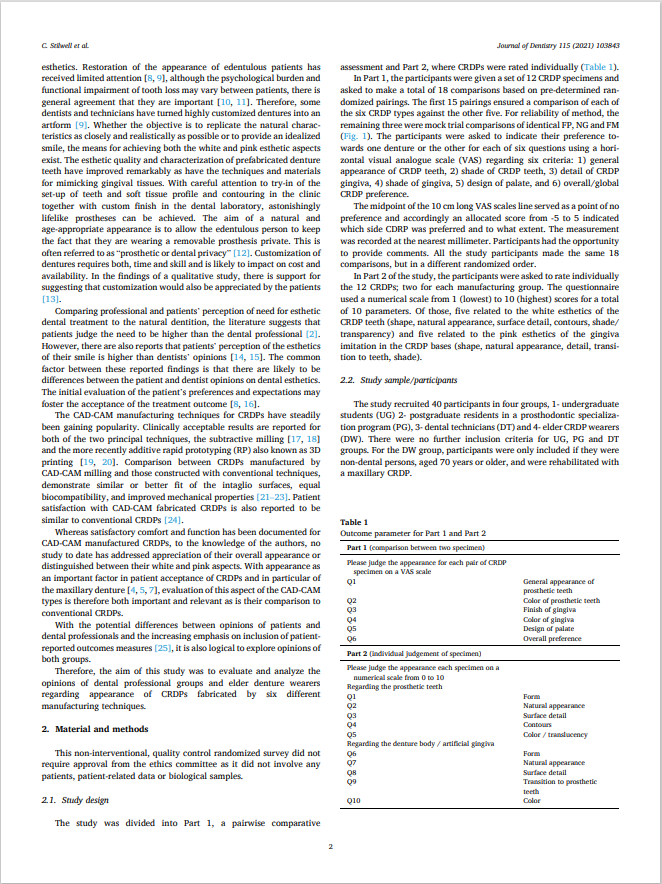 C. Stilwell et al.
Journal of Dentistry 115 (2021) 103843
esthetics. Restoration of the appearance of edentulous patients has
received limited attention [8, 9], although the psychological burden and
functional impairment of tooth loss may vary between patients, there is
general agreement that they are important [10, 11]. Therefore, some
dentists and technicians have turned highly customized dentures into an
artform [9]. Whether the objective is to replicate the natural charac-
teristics as closely and realistically as possible or to provide an idealized
smile, the means for achieving both the white and pink esthetic aspects
exist. The esthetic quality and characterization of prefabricated denture
teeth have improved remarkably as have the techniques and materials
for mimicking gingival tissues. With careful attention to try-in of the
set-up of teeth and soft tissue profile and contouring in the clinic
together with custom finish in the dental laboratory, astonishingly
lifelike prostheses can be achieved. The aim of a natural and
age-appropriate appearance is to allow the edentulous person to keep
the fact that they are wearing a removable prosthesis private. This is
often referred to as “prosthetic or dental privacy” [12]. Customization of
dentures requires both, time and skill and is likely to impact on cost and
availability. In the findings of a qualitative study, there is support for
suggesting that customization would also be appreciated by the patients
[13].
Comparing professional and patients’ perception of need for esthetic
dental treatment to the natural dentition, the literature suggests that
patients judge the need to be higher than the dental professional [2].
However, there are also reports that patients’ perception of the esthetics
of their smile is higher than dentists’ opinions [14, 15]. The common
factor between these reported findings is that there are likely to be
differences between the patient and dentist opinions on dental esthetics.
The initial evaluation of the patient’s preferences and expectations may
foster the acceptance of the treatment outcome [8, 16].
The CAD-CAM manufacturing techniques for CRDPs have steadily
been gaining popularity. Clinically acceptable results are reported for
both of the two principal techniques, the subtractive milling [17, 18]
and the more recently additive rapid prototyping (RP) also known as 3D
printing [19, 20]. Comparison between CRDPs manufactured by
CAD-CAM milling and those constructed with conventional techniques,
demonstrate similar or better fit of the intaglio surfaces, equal
biocompatibility, and improved mechanical properties [21–23]. Patient
satisfaction with CAD-CAM fabricated CRDPs is also reported to be
similar to conventional CRDPs [24].
Whereas satisfactory comfort and function has been documented for
CAD-CAM manufactured CRDPs, to the knowledge of the authors, no
study to date has addressed appreciation of their overall appearance or
distinguished between their white and pink aspects. With appearance as
an important factor in patient acceptance of CRDPs and in particular of
the maxillary denture [4, 5, 7], evaluation of this aspect of the CAD-CAM
types is therefore both important and relevant as is their comparison to
conventional CRDPs.
With the potential differences between opinions of patients and
dental professionals and the increasing emphasis on inclusion of patient-
reported outcomes measures [25], it is also logical to explore opinions of
both groups.
Therefore, the aim of this study was to evaluate and analyze the
opinions of dental professional groups and elder denture wearers
regarding appearance of CRDPs fabricated by six different
manufacturing techniques.
2. Material and methods
This non-interventional, quality control randomized survey did not
require approval from the ethics committee as it did not involve any
patients, patient-related data or biological samples.
2.1. Study design
The study was divided into Part 1, a pairwise comparative
assessment and Part 2, where CRDPs were rated individually (Table 1).
In Part 1, the participants were given a set of 12 CRDP specimens and
asked to make a total of 18 comparisons based on pre-determined ran-
domized pairings. The first 15 pairings ensured a comparison of each of
the six CRDP types against the other five. For reliability of method, the
remaining three were mock trial comparisons of identical FP, NG and FM
(Fig. 1). The participants were asked to indicate their preference to-
wards one denture or the other for each of six questions using a hori-
zontal visual analogue scale (VAS) regarding six criteria: 1) general
appearance of CRDP teeth, 2) shade of CRDP teeth, 3) detail of CRDP
gingiva, 4) shade of gingiva, 5) design of palate, and 6) overall/global
CRDP preference.
The midpoint of the 10 cm long VAS scales line served as a point of no
preference and accordingly an allocated score from -5 to 5 indicated
which side CDRP was preferred and to what extent. The measurement
was recorded at the nearest millimeter. Participants had the opportunity
to provide comments. All the study participants made the same 18
comparisons, but in a different randomized order.
In Part 2 of the study, the participants were asked to rate individually
the 12 CRDPs; two for each manufacturing group. The questionnaire
used a numerical scale from 1 (lowest) to 10 (highest) scores for a total
of 10 parameters. Of those, five related to the white esthetics of the
CRDP teeth (shape, natural appearance, surface detail, contours, shade/
transparency) and five related to the pink esthetics of the gingiva
imitation in the CRDP bases (shape, natural appearance, detail, transi-
tion to teeth, shade).
2.2. Study sample/participants
The study recruited 40 participants in four groups, 1- undergraduate
students (UG) 2- postgraduate residents in a prosthodontic specializa-
tion program (PG), 3- dental technicians (DT) and 4- elder CRDP wearers
(DW). There were no further inclusion criteria for UG, PG and DT
groups. For the DW group, participants were only included if they were
non-dental persons, aged 70 years or older, and were rehabilitated with
a maxillary CRDP.
Table 1
Outcome parameter for Part 1 and Part 2
Part 1 (comparison between two specimen)
Please judge the appearance for each pair of CRDP
specimen on a VAS scale
Q1 General appearance of
prosthetic teeth
Q2 Color of prosthetic teeth
Q3 Finish of gingiva
Q4 Color of gingiva
Q5 Design of palate
Q6 Overall preference
Part 2 (individual judgement of specimen)
Please judge the appearance each specimen on a
numerical scale from 0 to 10
Regarding the prosthetic teeth
Q1 Form
Q2 Natural appearance
Q3 Surface detail
Q4 Contours
Q5 Color / translucency
Regarding the denture body / artificial gingiva
Q6 Form
Q7 Natural appearance
Q8 Surface detail
Q9 Transition to prosthetic
teeth
Q10 Color
2